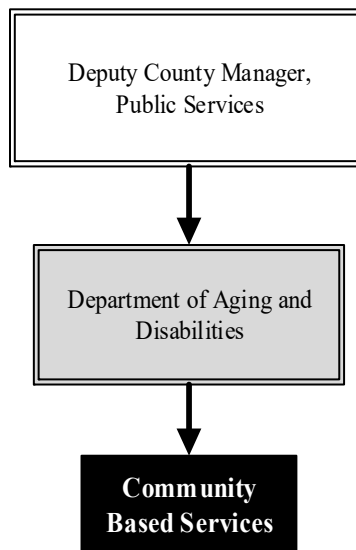 Deputy County Manager,
Public Services
Department of Aging and
Disabilities
Community
Based Services